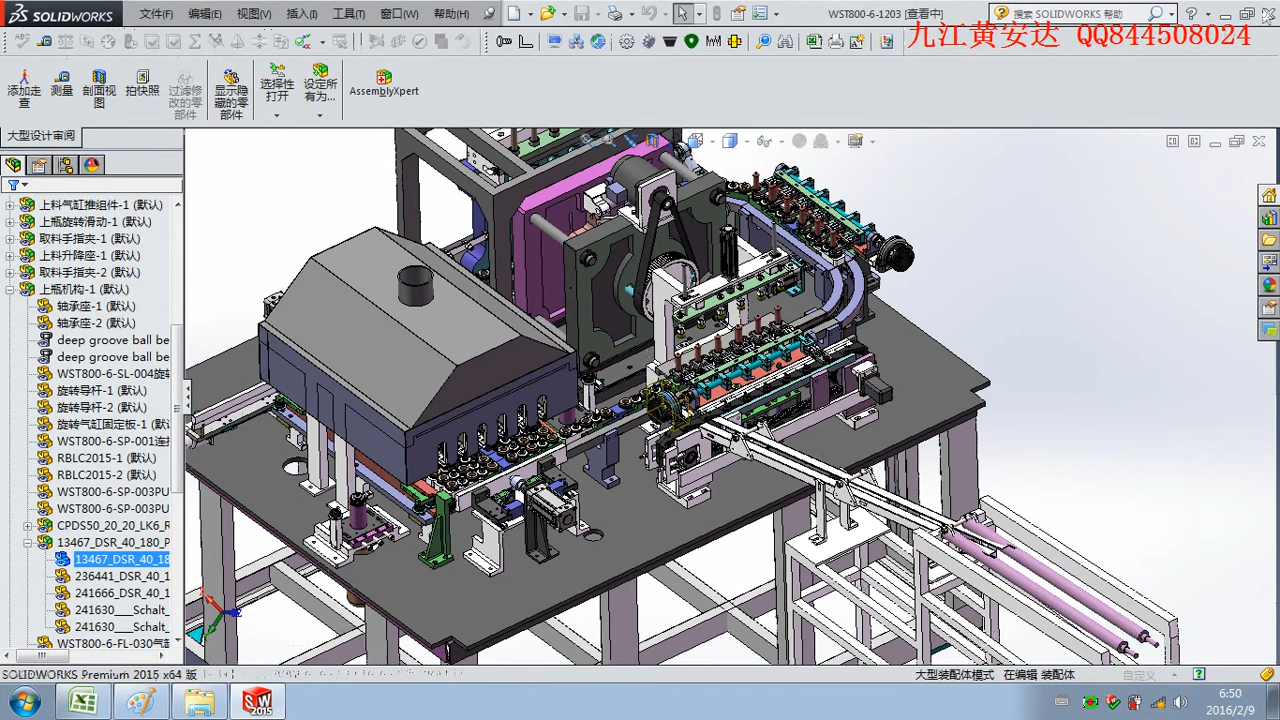 SOLIDWORKS 文件(F) 编辑(E) 视图(V) 插入(I) 工具(T) 窗口(W) 帮助(H) WST800-6-1203 [查看中] 搜索 SOLIDWORKS 帮助
九江黄安达 QQ844508024
添加走查 测量 剖面视图 拍快照 过滤修改的零部件 显示隐藏的零部件 选择性打开 设定所有为... AssemblyXpert
大型设计审阅
上料气缸推组件-1 (默认)
上瓶旋转滑动-1 (默认)
取料手指夹-1 (默认)
上料升降座-1 (默认)
取料手指夹-2 (默认)
上瓶机构-1 (默认)
轴承座-1 (默认)
轴承座-2 (默认)
deep groove ball be
deep groove ball be
WST800-6-SL-004旋转
旋转导杆-1 (默认)
旋转导杆-2 (默认)
旋转气缸固定板-1 (默
WST800-6-SP-001连接
RBLC2015-1 (默认)
RBLC2015-2 (默认)
WST800-6-SP-003PU
WST800-6-SP-003PU
CPDS50_20_20_LK6_R
13467_DSR_40_180_P
13467_DSR_40_18
236441_DSR_40_1
241666_DSR_40_1
241630___Schalt_
241630___Schalt_
WST800-6-FL-030气缸
SOLIDWORKS Premium 2015 x64 版 大型装配体模式 在编辑 装配体 自定义
6:50
2016/2/9